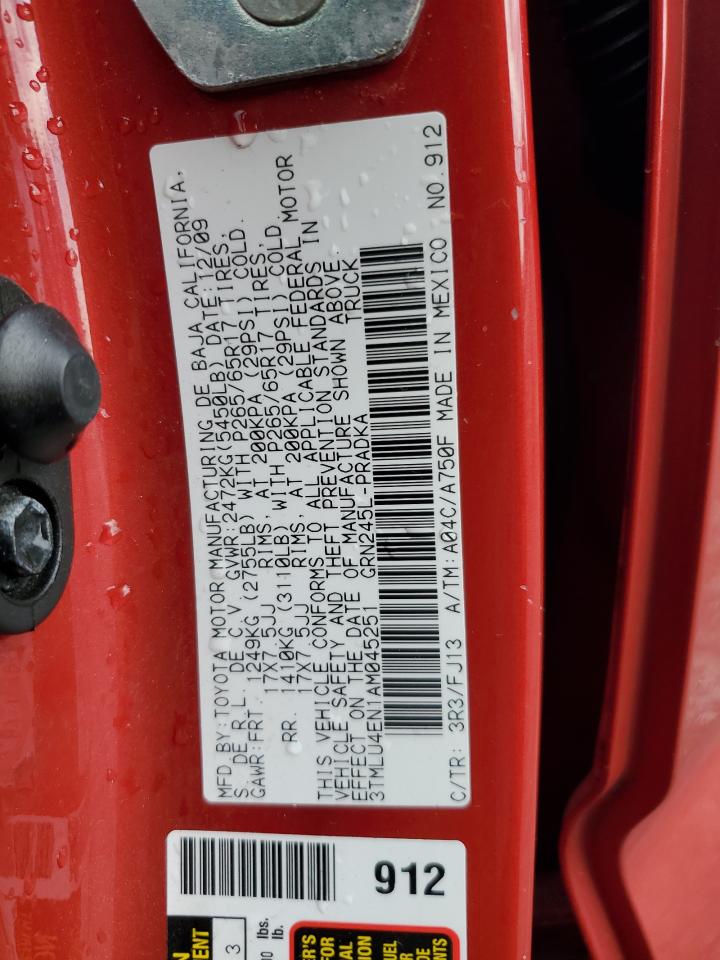 MFD.BY:TOYOTA MOTOR MANUFACTURING DE BAJA CALIFORNIA,
S. DE R.L. DE C.V GVWR:2472KG(5450LB) DATE:12/09
GAWR:FRT. 1249KG (2755LB) WITH P265/65R17 TIRES,
17X7.5JJ RIMS, AT 200KPA (29PSI) COLD.
RR. 1410KG (3110LB) WITH P265/65R17 TIRES,
17X7.5JJ RIMS, AT 200KPA (29PSI) COLD.
THIS VEHICLE CONFORMS TO ALL APPLICABLE FEDERAL MOTOR
VEHICLE SAFETY AND THEFT PREVENTION STANDARDS IN
EFFECT ON THE DATE OF MANUFACTURE SHOWN ABOVE.
3TMLU4EN1AM045251 GRN245L-PRADKA TRUCK
C/TR: 3R3/FJ13 A/TM:A04C/A750F MADE IN MEXICO NO.912
912
3
lbs.
lb.